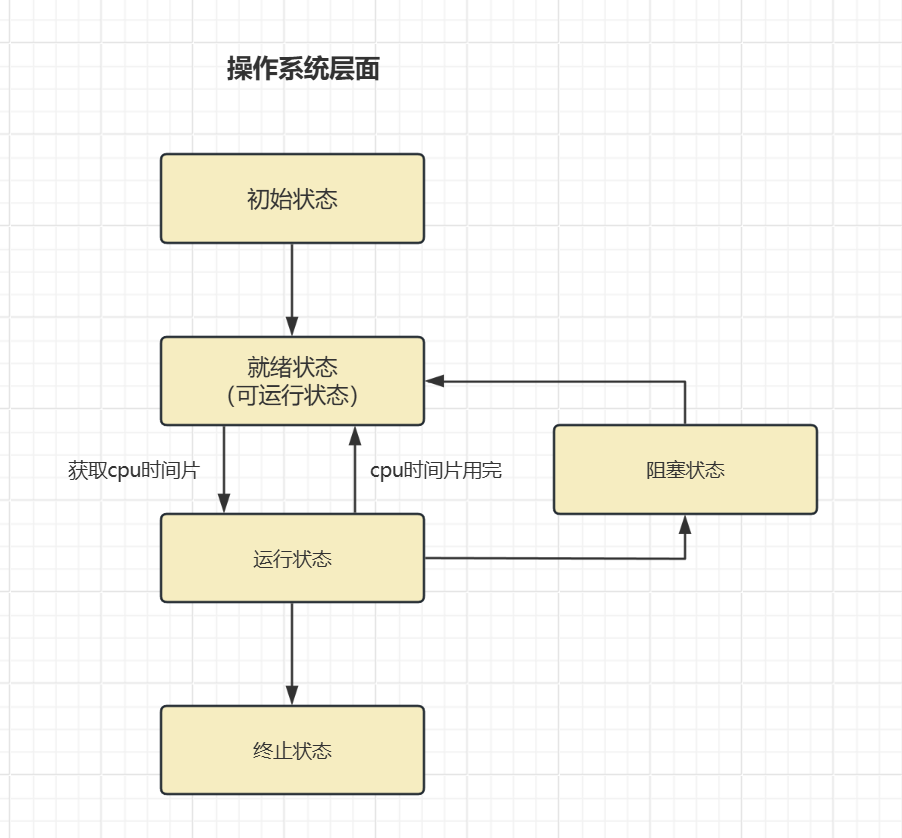 操作系统层面
初始状态
就绪状态
（可运行状态）
获取cpu时间片
cpu时间片用完
阻塞状态
运行状态
终止状态